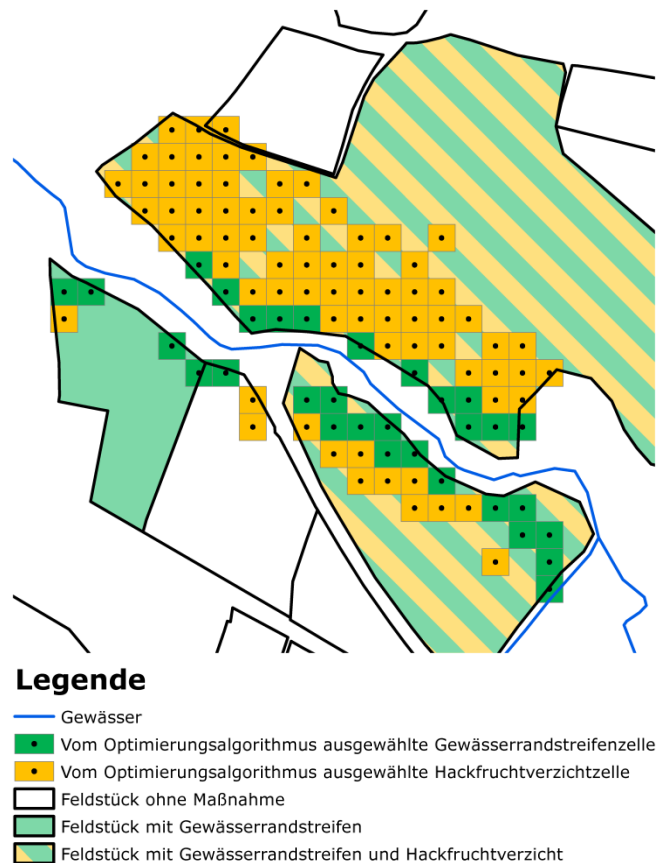 Legende
Gewässer
Vom Optimierungsalgorithmus ausgewählte Gewässerrandstreifenzelle
Vom Optimierungsalgorithmus ausgewählte Hackfruchtverzichtzelle
Feldstück ohne Maßnahme
Feldstück mit Gewässerrandstreifen
Feldstück mit Gewässerrandstreifen und Hackfruchtverzicht